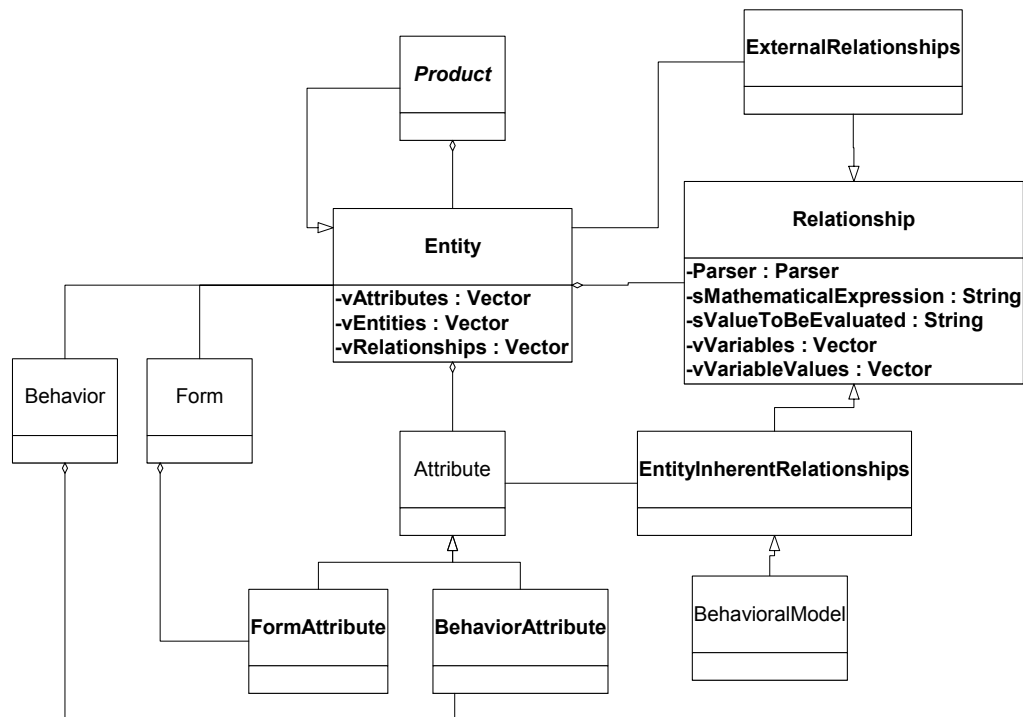 Product
ExternalRelationships
Entity
-vAttributes : Vector
-vEntities : Vector
-vRelationships : Vector
Relationship
-Parser : Parser
-sMathematicalExpression : String
-sValueToBeEvaluated : String
-vVariables : Vector
-vVariableValues : Vector
Behavior
Form
Attribute
EntityInherentRelationships
FormAttribute
BehaviorAttribute
BehavioralModel